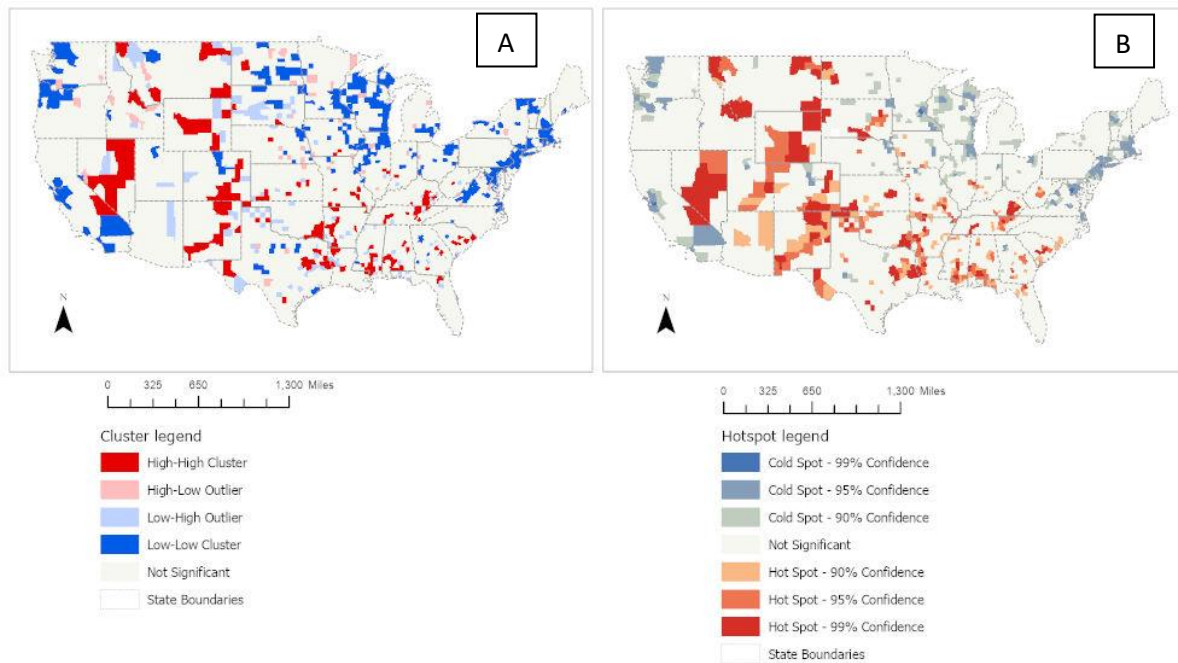 A
B
N
N
0 325 650 1,300 Miles
0 325 650 1,300 Miles
Cluster legend
High-High Cluster
High-Low Outlier
Low-High Outlier
Low-Low Cluster
Not Significant
State Boundaries
Hotspot legend
Cold Spot - 99% Confidence
Cold Spot - 95% Confidence
Cold Spot - 90% Confidence
Not Significant
Hot Spot - 90% Confidence
Hot Spot - 95% Confidence
Hot Spot - 99% Confidence
State Boundaries